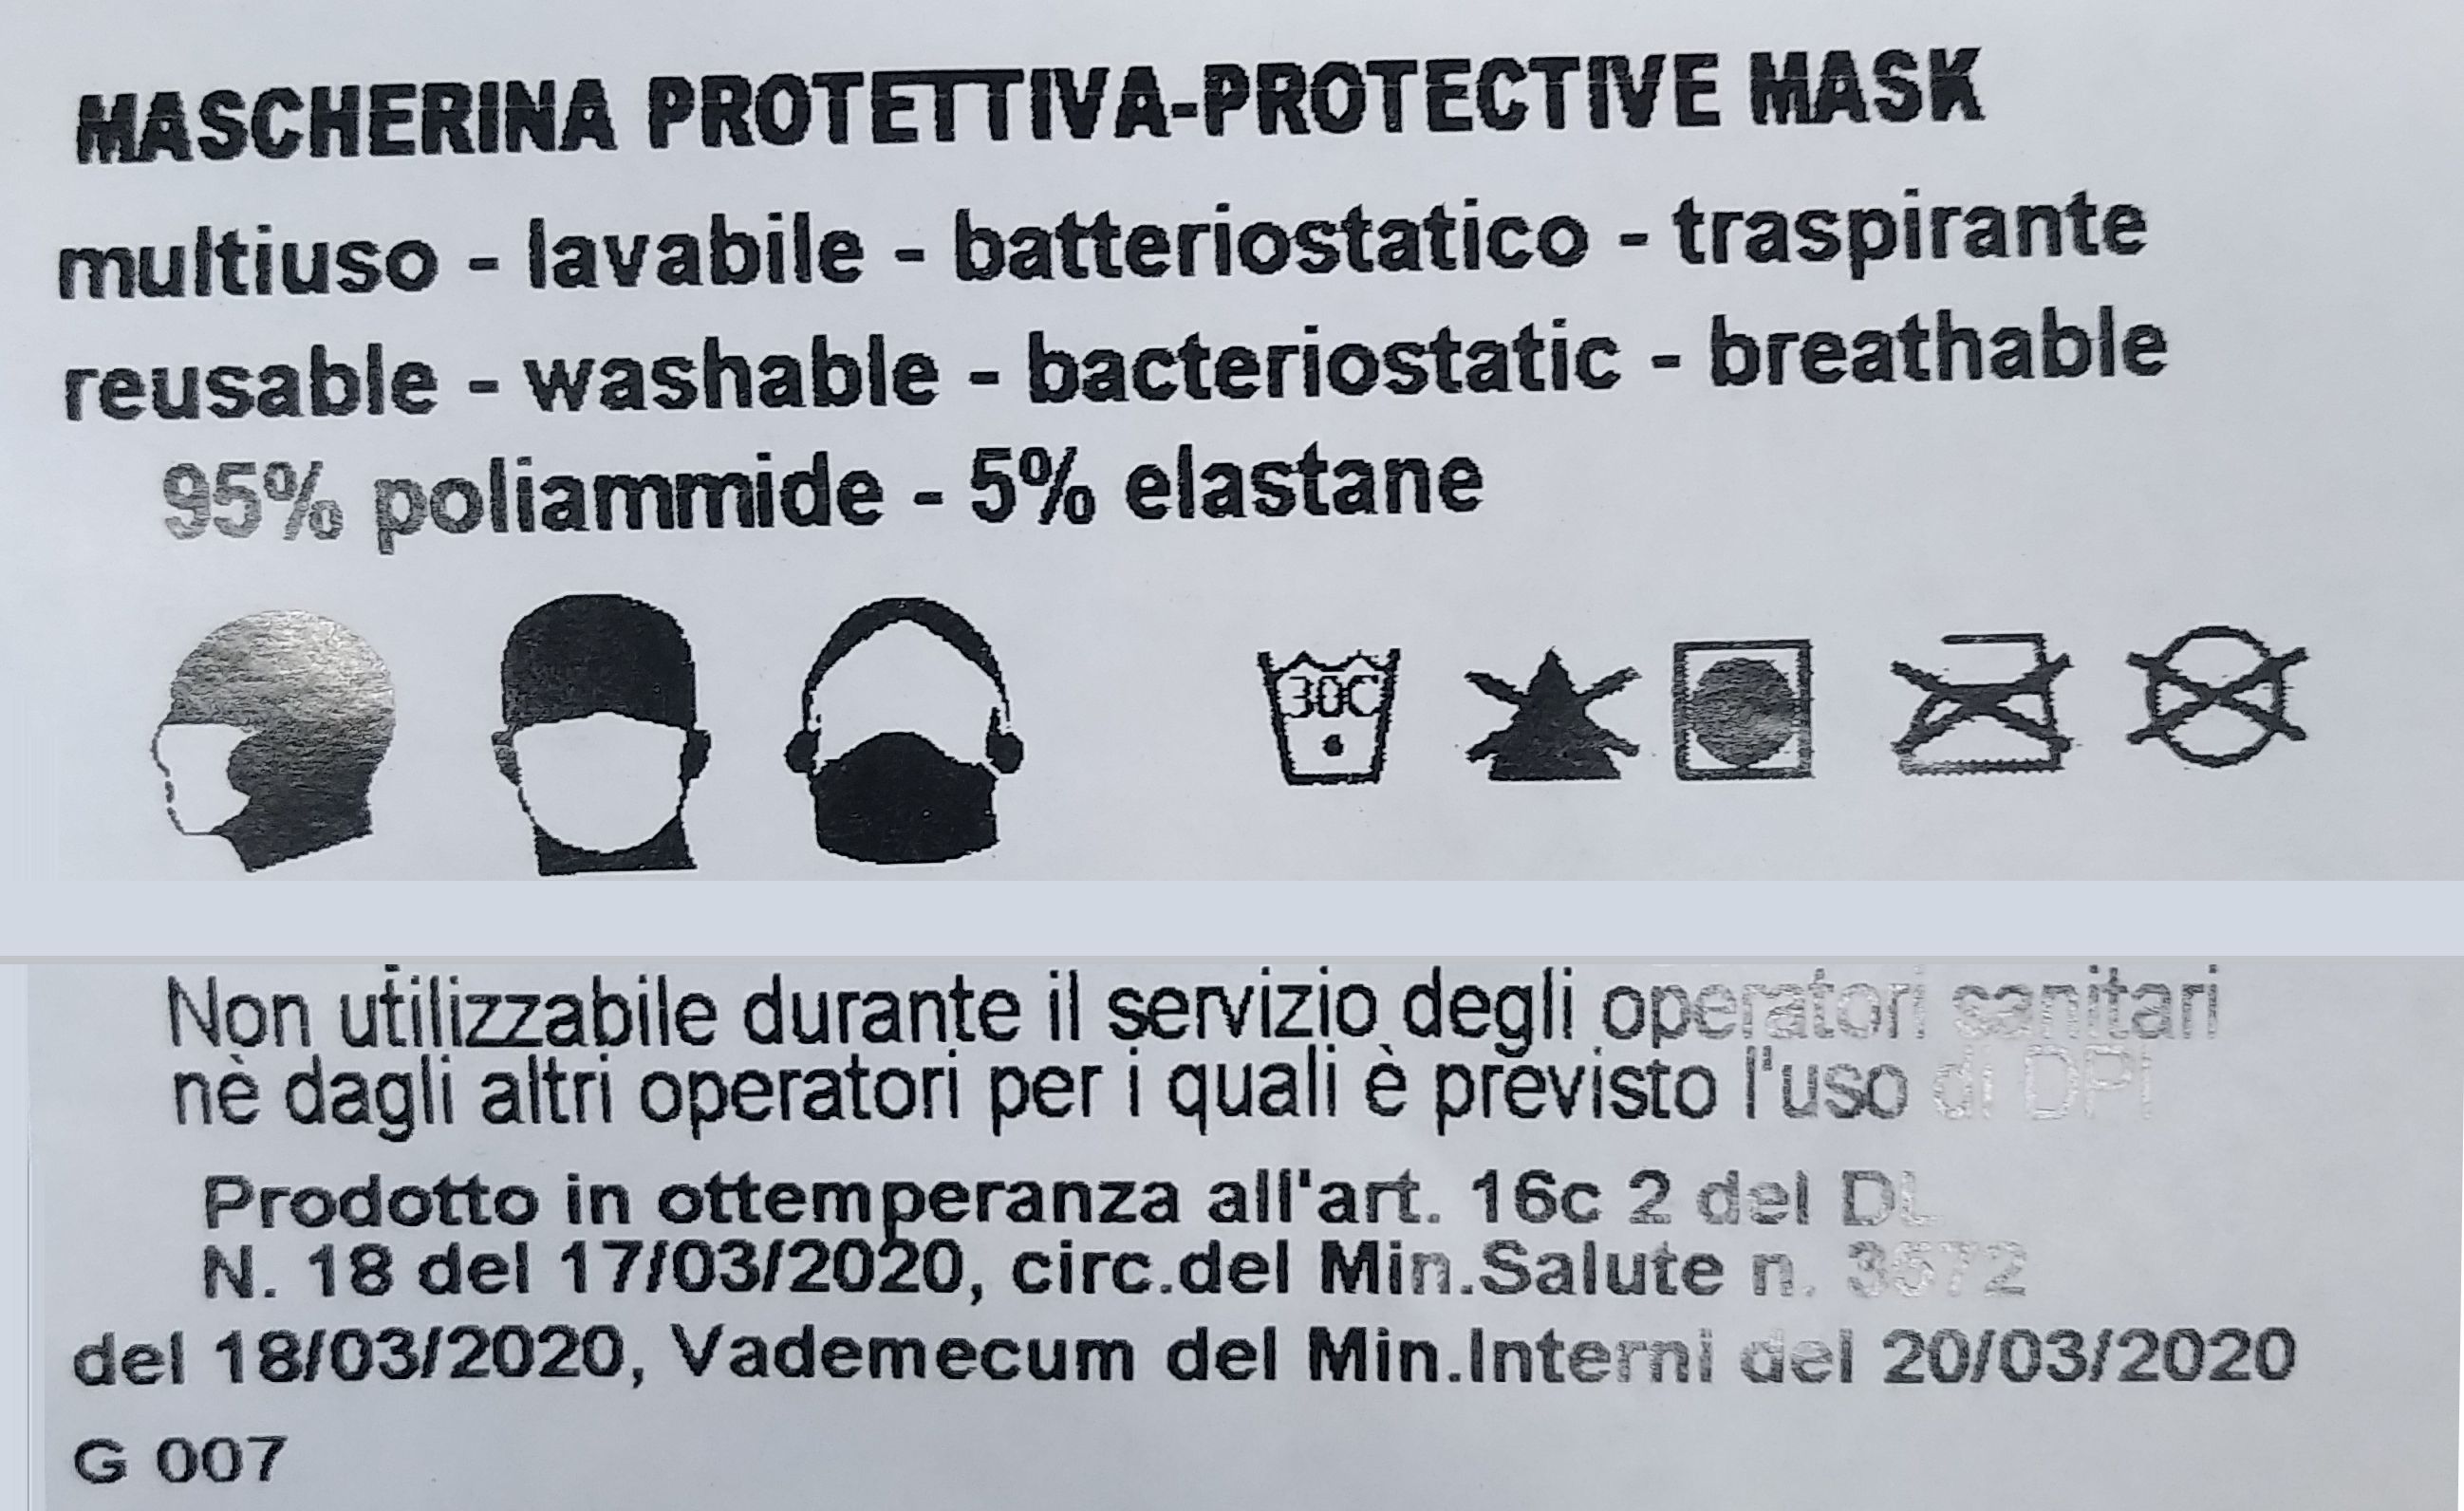 MASCHERINA PROTETTIVA-PROTECTIVE MASK
multiuso - lavabile - batteriostatico - traspirante
reusable - washable - bacteriostatic - breathable
95% poliammide - 5% elastane
30C
Non utilizzabile durante il servizio degli operatori sanitari
nè dagli altri operatori per i quali è previsto l'uso di DPI
Prodotto in ottemperanza all'art. 16c 2 del DL
N. 18 del 17/03/2020, circ.del Min.Salute n. 3572
del 18/03/2020, Vademecum del Min.Interni del 20/03/2020
G 007